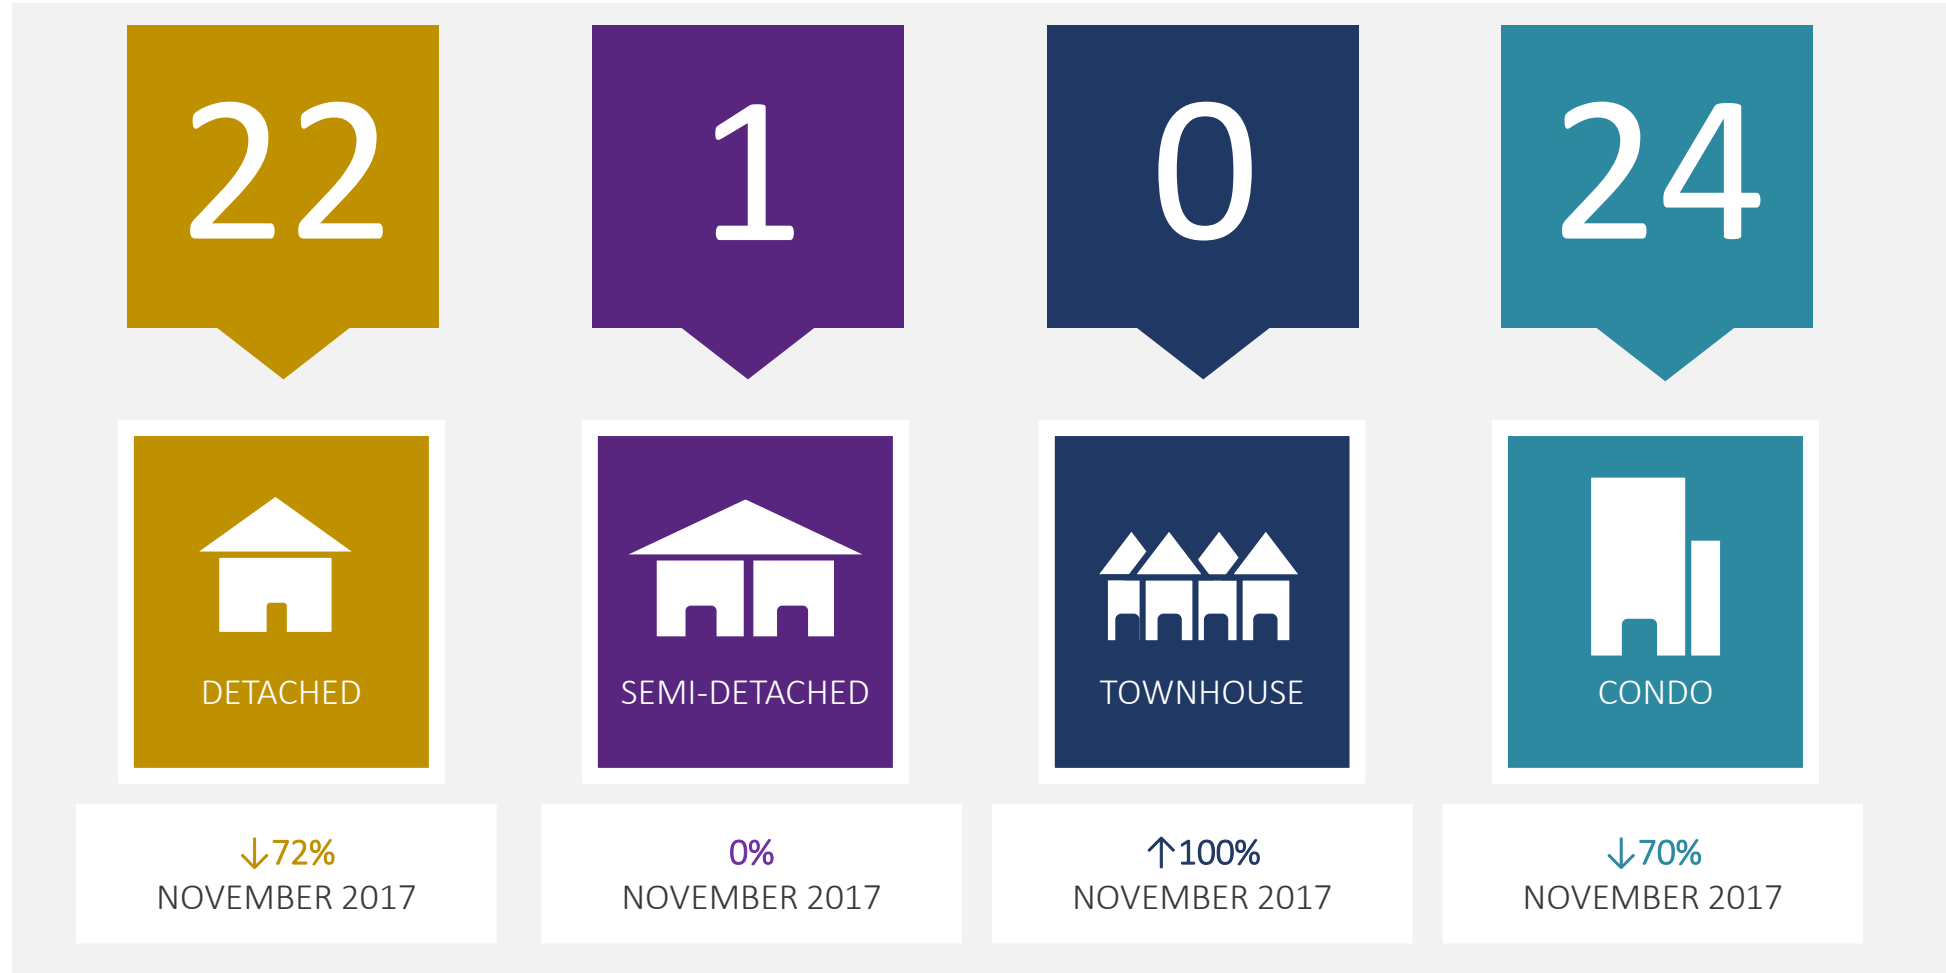 22
1
0
24
DETACHED
SEMI-DETACHED
TOWNHOUSE
CONDO
↓72%
NOVEMBER 2017
0%
NOVEMBER 2017
↑100%
NOVEMBER 2017
↓70%
NOVEMBER 2017